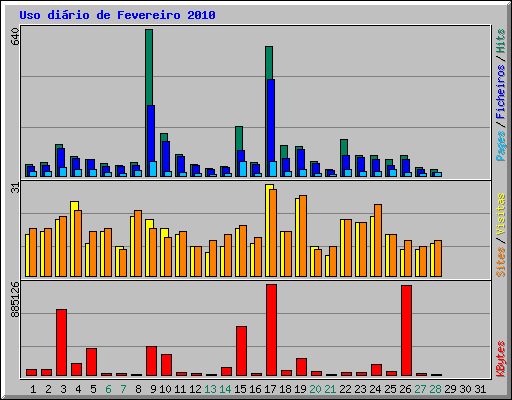 Uso diário de Fevereiro 2010
640
31
885126
Pages / Ficheiros / Hits
Sites / Visitas
KBytes
1 2 3 4 5 6 7 8 9 10 11 12 13 14 15 16 17 18 19 20 21 22 23 24 25 26 27 28 29 30 31